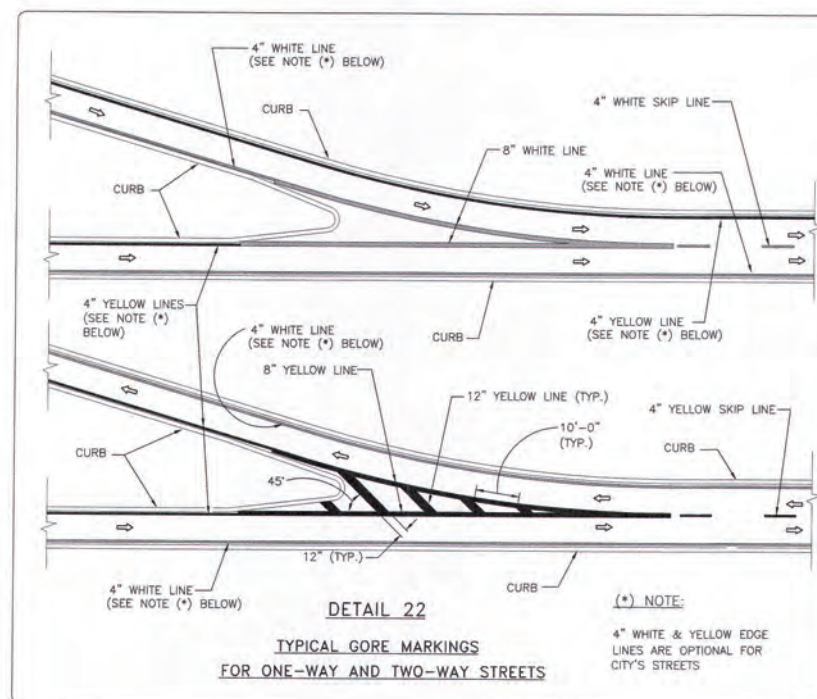 4" WHITE LINE
(SEE NOTE (*) BELOW)
CURB
4" WHITE SKIP LINE
8" WHITE LINE
4" WHITE LINE
(SEE NOTE (*) BELOW)
CURB
4" YELLOW LINES
(SEE NOTE (*)
BELOW)
CURB
4" YELLOW LINE
(SEE NOTE (*) BELOW)
4" WHITE LINE
(SEE NOTE (*) BELOW)
8" YELLOW LINE
12" YELLOW LINE (TYP.)
10'-0"
(TYP.)
4" YELLOW SKIP LINE
CURB
CURB
45'
12" (TYP.)
4" WHITE LINE
(SEE NOTE (*) BELOW)
CURB
DETAIL 22
TYPICAL GORE MARKINGS
FOR ONE-WAY AND TWO-WAY STREETS
(*) NOTE:
4" WHITE & YELLOW EDGE
LINES ARE OPTIONAL FOR
CITY'S STREETS